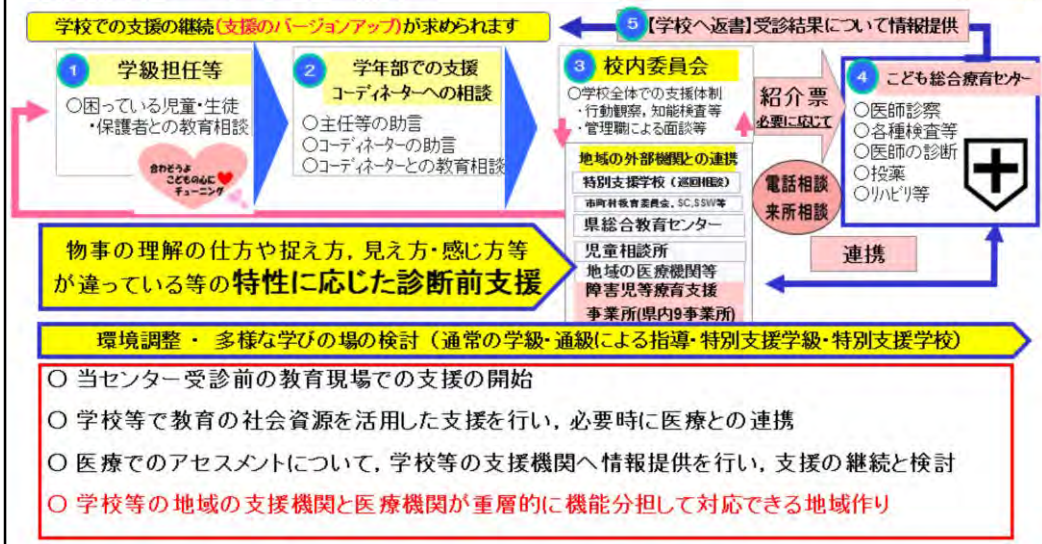 学校での支援の継続(支援のバージョンアップ)が求められます
⑤【学校へ返書】受診結果について情報提供
① 学級担任等
○困っている児童・生徒
・保護者との教育相談
合わそうよ
こどもの心に
チューニング
② 学年部での支援
コーディネーターへの相談
○主任等の助言
○コーディネーターの助言
○コーディネーターとの教育相談
③ 校内委員会
○学校全体での支援体制
・行動観察,知能検査等
・管理職による面談等
地域の外部機関との連携
特別支援学校(巡回相談)
市町村教育委員会、SC,SSW等
県総合教育センター
児童相談所
地域の医療機関等
障害児等療育支援
事業所(県内9事業所)
紹介票
必要に応じて
電話相談
来所相談
④ こども総合療育センター
○医師診察
○各種検査等
○医師の診断
○投薬
○リハビリ等
連携
物事の理解の仕方や捉え方,見え方・感じ方等
が違っている等の特性に応じた診断前支援
環境調整・多様な学びの場の検討(通常の学級・通級による指導・特別支援学級・特別支援学校)
○ 当センター受診前の教育現場での支援の開始
○ 学校等で教育の社会資源を活用した支援を行い,必要時に医療との連携
○ 医療でのアセスメントについて,学校等の支援機関へ情報提供を行い,支援の継続と検討
○ 学校等の地域の支援機関と医療機関が重層的に機能分担して対応できる地域作り